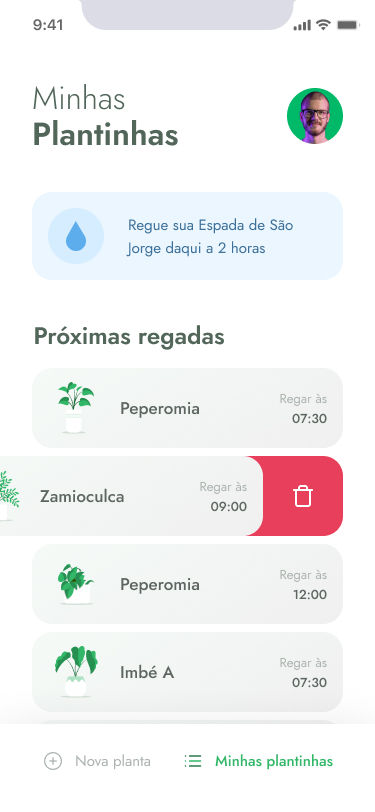 9:41
Minhas
Plantinhas
Regue sua Espada de São
Jorge daqui a 2 horas
Próximas regadas
Peperomia
Regar às
07:30
Zamioculca
Regar às
09:00
Peperomia
Regar às
12:00
Imbé A
Regar às
07:30
Nova planta
Minhas plantinhas